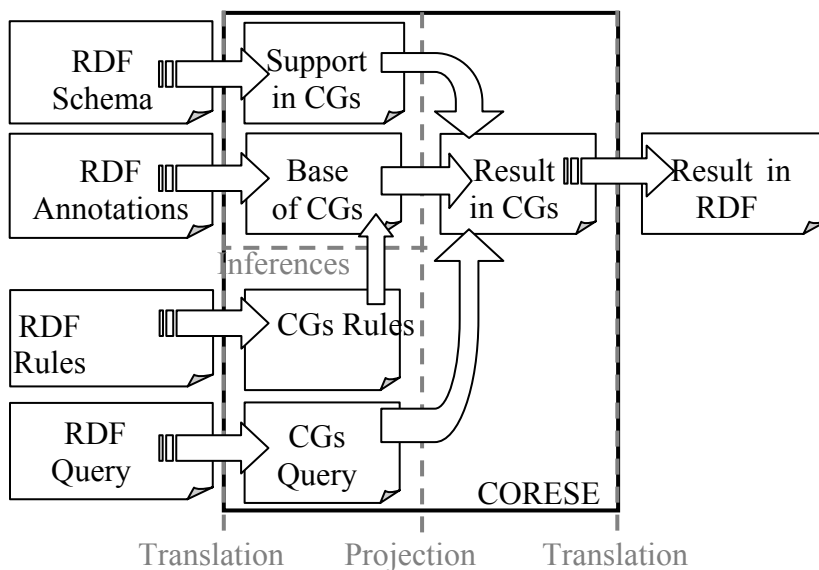 RDF
Schema
Support
in CGs
RDF
Annotations
Base
of CGs
Result
in CGs
Result in
RDF
Inferences
RDF
Rules
CGs Rules
RDF
Query
CGs
Query
CORESE
Translation
Projection
Translation